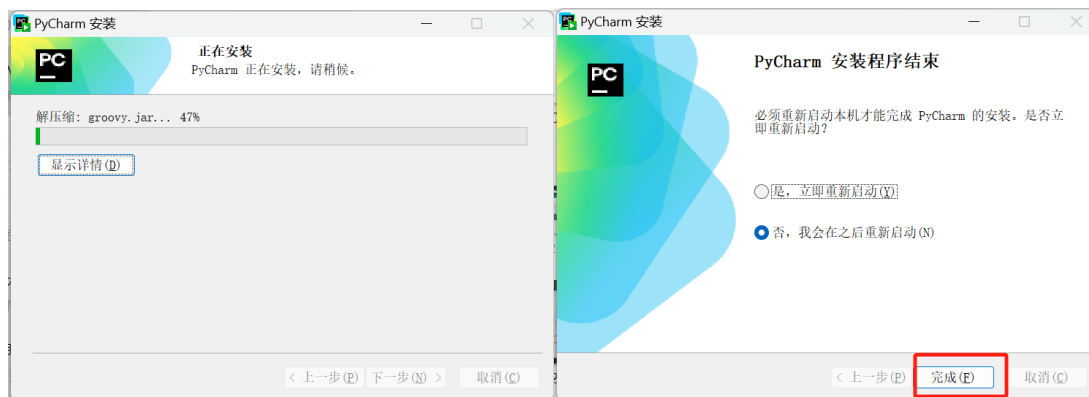 PyCharm 安装
PC
正在安装
PyCharm 正在安装，请稍候。
解压缩: groovy.jar... 47%
显示详情(D)
< 上一步(P)
下一步(N) >
取消(C)
PyCharm 安装
PC
PyCharm 安装程序结束
必须重新启动本机才能完成 PyCharm 的安装。是否立
即重新启动？
是，立即重新启动(Y)
否，我会在之后重新启动(N)
< 上一步(P)
完成(F)
取消(C)